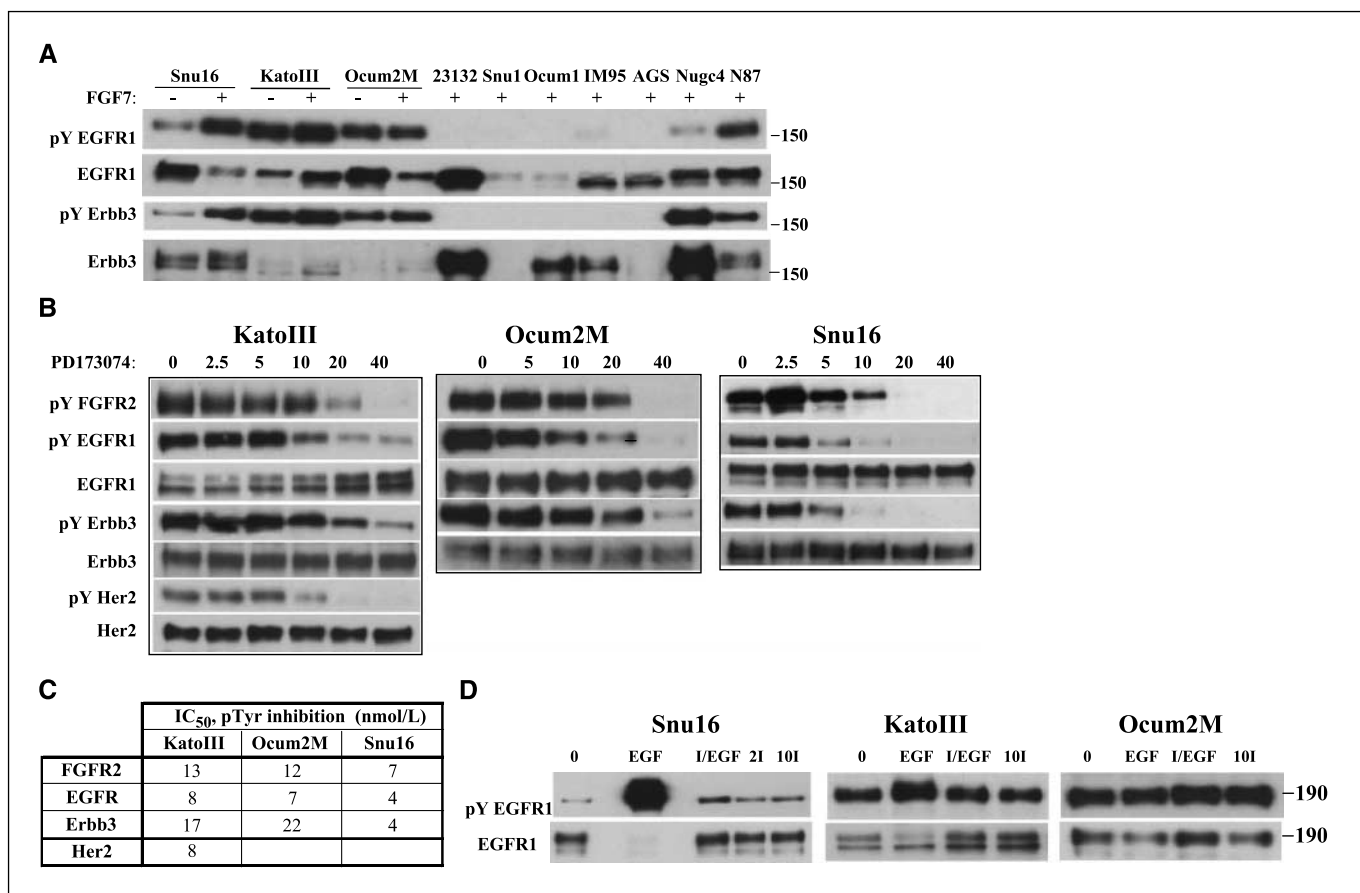 A
Snu16 KatoIII Ocum2M 23132 Snu1 Ocum1 IM95 AGS Nugc4 N87
FGF7: - + - + - + + + + + + + +
pY EGFR1 –150
EGFR1 –150
pY Erbb3 –150
Erbb3 –150
B
KatoIII Ocum2M Snu16
PD173074: 0 2.5 5 10 20 40 0 5 10 20 40 0 2.5 5 10 20 40
pY FGFR2
pY EGFR1
EGFR1
pY Erbb3
Erbb3
pY Her2
Her2
C
IC50, pTyr inhibition (nmol/L)
KatoIII Ocum2M Snu16
FGFR2 13 12 7
EGFR 8 7 4
Erbb3 17 22 4
Her2 8
D
Snu16 KatoIII Ocum2M
0 EGF I/EGF 2I 10I 0 EGF I/EGF 10I 0 EGF I/EGF 10I
pY EGFR1 –190
EGFR1 –190